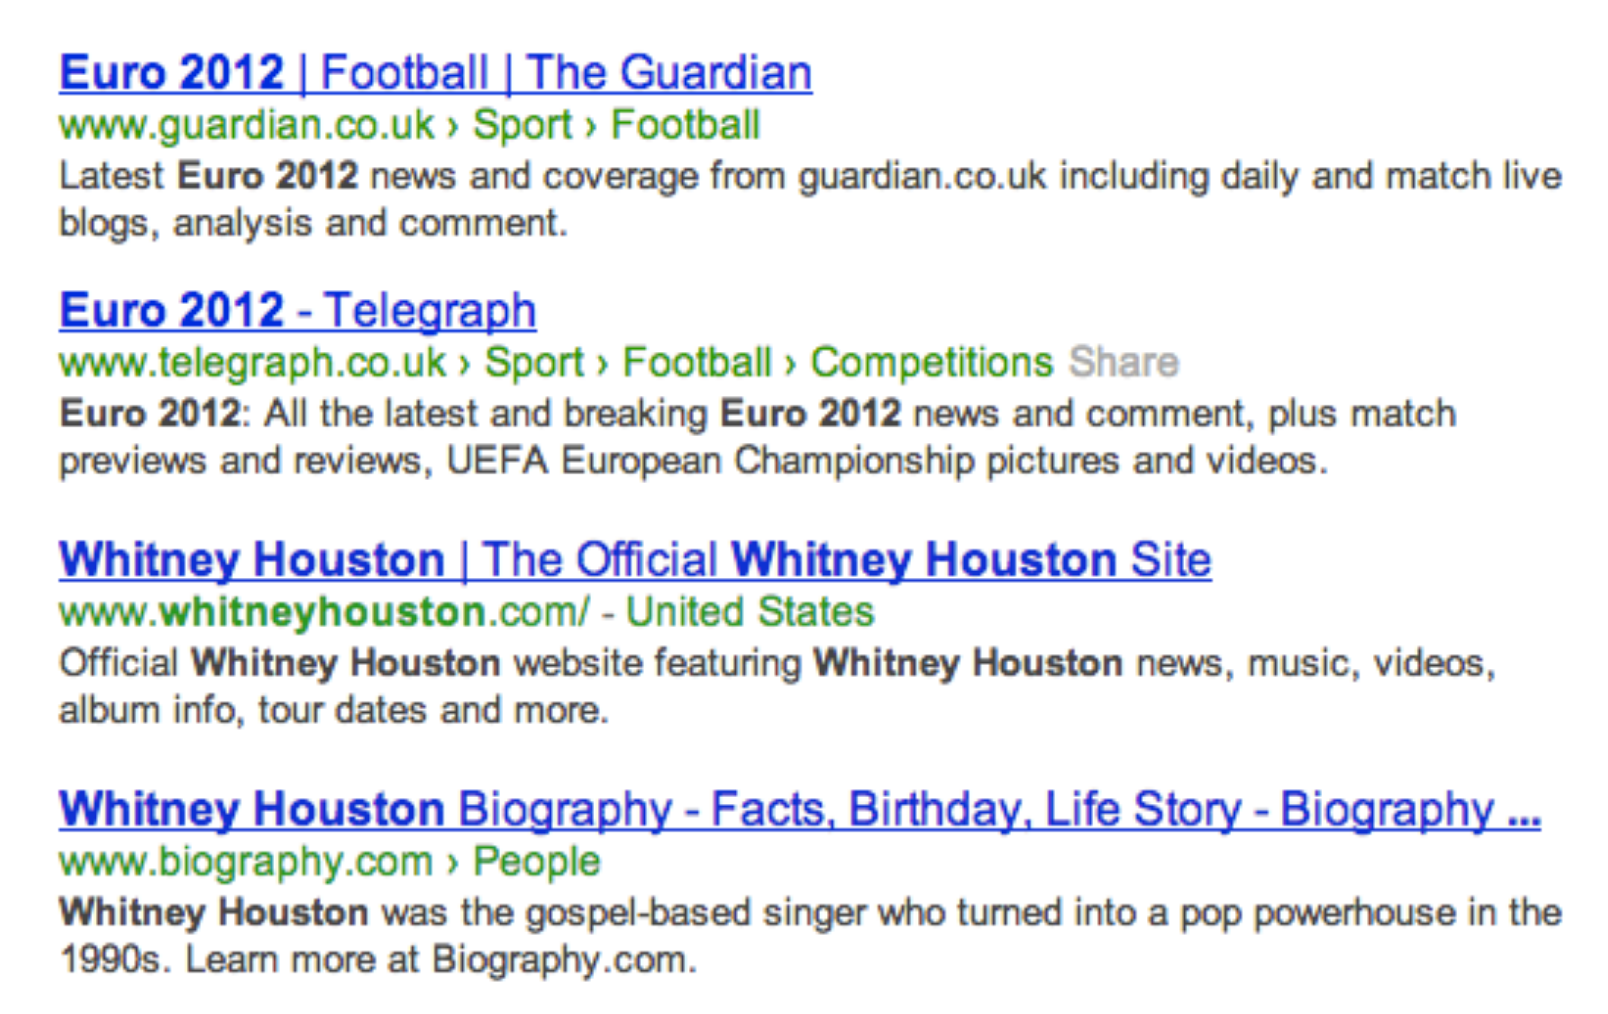 Euro 2012 | Football | The Guardian
www.guardian.co.uk › Sport › Football
Latest Euro 2012 news and coverage from guardian.co.uk including daily and match live
blogs, analysis and comment.
Euro 2012 - Telegraph
www.telegraph.co.uk › Sport › Football › Competitions Share
Euro 2012: All the latest and breaking Euro 2012 news and comment, plus match
previews and reviews, UEFA European Championship pictures and videos.
Whitney Houston | The Official Whitney Houston Site
www.whitneyhouston.com/ - United States
Official Whitney Houston website featuring Whitney Houston news, music, videos,
album info, tour dates and more.
Whitney Houston Biography - Facts, Birthday, Life Story - Biography ...
www.biography.com › People
Whitney Houston was the gospel-based singer who turned into a pop powerhouse in the
1990s. Learn more at Biography.com.